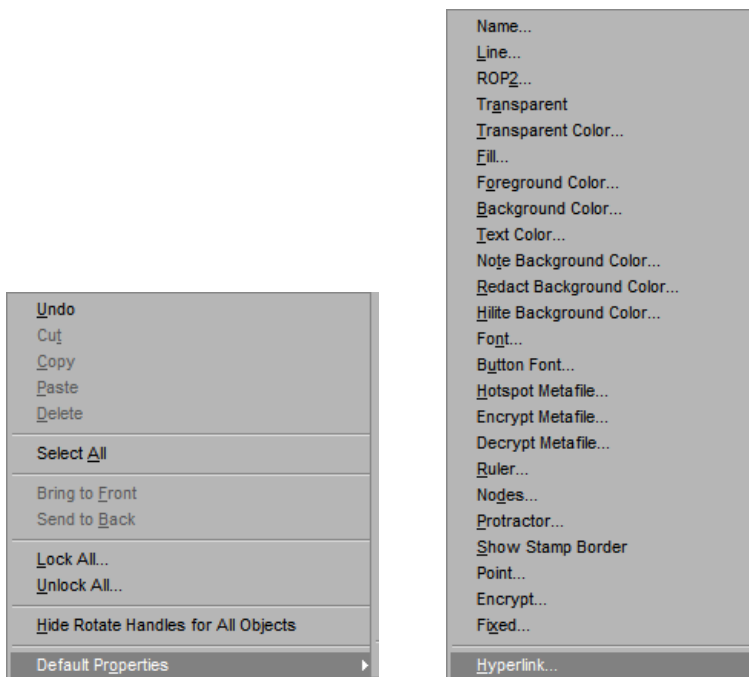 Undo
Cut
Copy
Paste
Delete
Select All
Bring to Front
Send to Back
Lock All...
Unlock All...
Hide Rotate Handles for All Objects
Default Properties
Name...
Line...
ROP2...
Transparent
Transparent Color...
Fill...
Foreground Color...
Background Color...
Text Color...
Note Background Color...
Redact Background Color...
Hilite Background Color...
Font...
Button Font...
Hotspot Metafile...
Encrypt Metafile...
Decrypt Metafile...
Ruler...
Nodes...
Protractor...
Show Stamp Border
Point...
Encrypt...
Fixed...
Hyperlink...